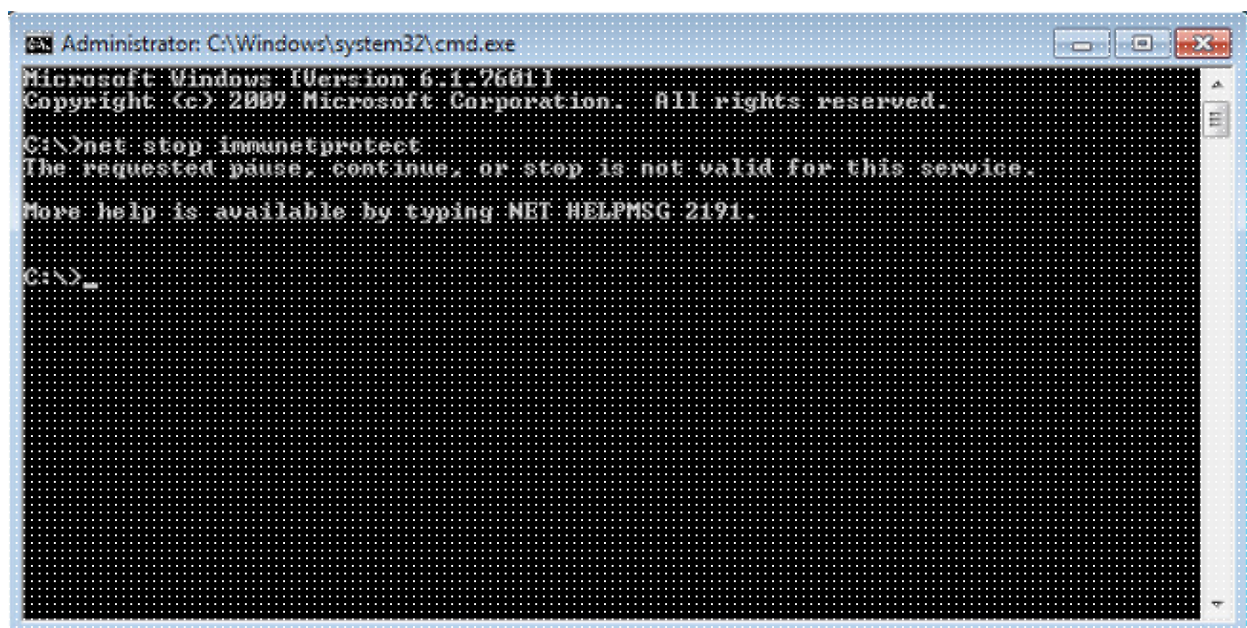 Administrator: C:\Windows\system32\cmd.exe
Microsoft Windows [Version 6.1.7601]
Copyright (c) 2009 Microsoft Corporation.  All rights reserved.
C:\>net stop immunetprotect
The requested pause, continue, or stop is not valid for this service.
More help is available by typing NET HELPMSG 2191.
C:\>_